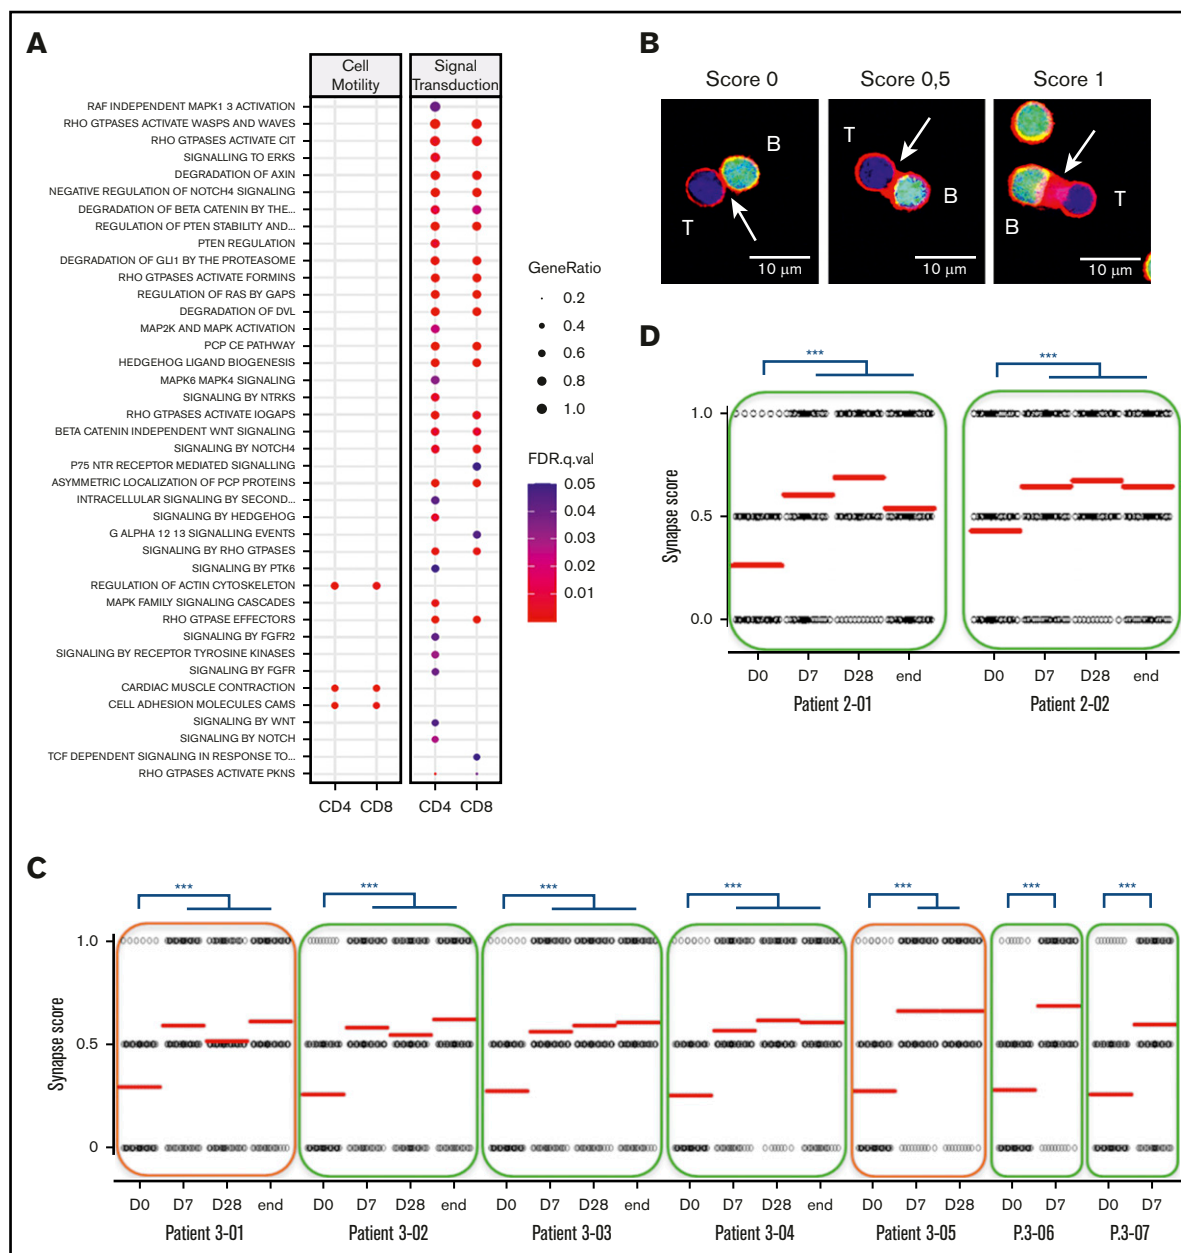 A
Cell
Motility
Signal
Transduction
RAF INDEPENDENT MAPK1 3 ACTIVATION
RHO GTPASES ACTIVATE WASPS AND WAVES
RHO GTPASES ACTIVATE CIT
SIGNALLING TO ERKS
DEGRADATION OF AXIN
NEGATIVE REGULATION OF NOTCH4 SIGNALING
DEGRADATION OF BETA CATENIN BY THE...
REGULATION OF PTEN STABILITY AND...
PTEN REGULATION
DEGRADATION OF GLI1 BY THE PROTEASOME
RHO GTPASES ACTIVATE FORMINS
REGULATION OF RAS BY GAPS
DEGRADATION OF DVL
MAP2K AND MAPK ACTIVATION
PCP CE PATHWAY
HEDGEHOG LIGAND BIOGENESIS
MAPK6 MAPK4 SIGNALING
SIGNALING BY NTRKS
RHO GTPASES ACTIVATE IQGAPS
BETA CATENIN INDEPENDENT WNT SIGNALING
SIGNALING BY NOTCH4
P75 NTR RECEPTOR MEDIATED SIGNALLING
ASYMMETRIC LOCALIZATION OF PCP PROTEINS
INTRACELLULAR SIGNALING BY SECOND...
SIGNALING BY HEDGEHOG
G ALPHA 12 13 SIGNALLING EVENTS
SIGNALING BY RHO GTPASES
SIGNALING BY PTK6
REGULATION OF ACTIN CYTOSKELETON
MAPK FAMILY SIGNALING CASCADES
RHO GTPASE EFFECTORS
SIGNALING BY FGFR2
SIGNALING BY RECEPTOR TYROSINE KINASES
SIGNALING BY FGFR
CARDIAC MUSCLE CONTRACTION
CELL ADHESION MOLECULES CAMS
SIGNALING BY WNT
SIGNALING BY NOTCH
TCF DEPENDENT SIGNALING IN RESPONSE TO...
RHO GTPASES ACTIVATE PKNS
CD4 CD8 CD4 CD8
GeneRatio
0.2
0.4
0.6
0.8
1.0
FDR.q.val
0.05
0.04
0.03
0.02
0.01
B
Score 0 Score 0,5 Score 1
B
T
10 μm
T
B
10 μm
T
B
10 μm
D
*** ***
Synapse score
1.0
0.5
0.0
D0 D7 D28 end D0 D7 D28 end
Patient 2-01 Patient 2-02
C
*** *** *** *** *** *** ***
Synapse score
1.0
0.5
0
D0 D7 D28 end D0 D7 D28 end D0 D7 D28 end D0 D7 D28 end D0 D7 D28 D0 D7 D0 D7
Patient 3-01 Patient 3-02 Patient 3-03 Patient 3-04 Patient 3-05 P.3-06 P.3-07